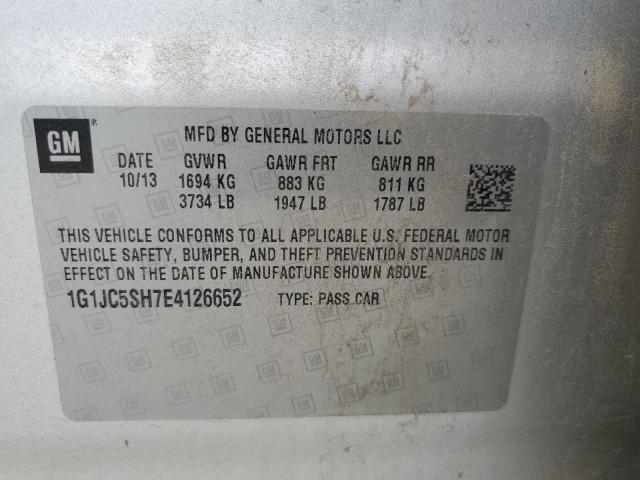 GM ®
MFD BY GENERAL MOTORS LLC
DATE GVWR GAWR FRT GAWR RR
10/13 1694 KG 883 KG 811 KG
3734 LB 1947 LB 1787 LB
THIS VEHICLE CONFORMS TO ALL APPLICABLE U.S. FEDERAL MOTOR
VEHICLE SAFETY, BUMPER, AND THEFT PREVENTION STANDARDS IN
EFFECT ON THE DATE OF MANUFACTURE SHOWN ABOVE.
1G1JC5SH7E4126652 TYPE: PASS CAR